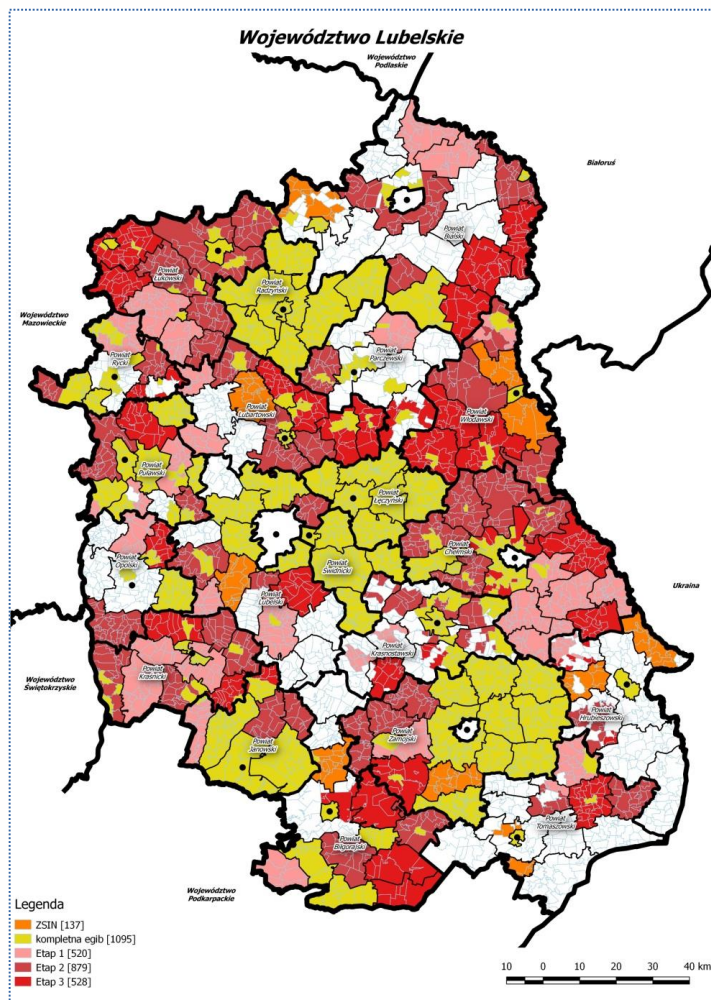 Województwo Lubelskie
Województwo
Podlaskie
Białoruś
Powiat
Bialski
Powiat
Łukowski
Powiat
Radzyński
Województwo
Mazowieckie
Powiat
Rycki
Powiat
Parczewski
Powiat
Lubartowski
Powiat
Włodawski
Powiat
Puławski
Powiat
Łęczyński
Powiat
Chełmski
Powiat
Opolski
Powiat
Świdnicki
Powiat
Lubelski
Ukraina
Powiat
Krasnostawski
Województwo
Świętokrzyskie
Powiat
Kraśnicki
Powiat
Hrubieszowski
Powiat
Janowski
Powiat
Zamojski
Powiat
Tomaszowski
Powiat
Biłgorajski
Województwo
Podkarpackie
Legenda
ZSIN [137]
kompletna egib [1095]
Etap 1 [520]
Etap 2 [879]
Etap 3 [528]
10 0 10 20 30 40 km